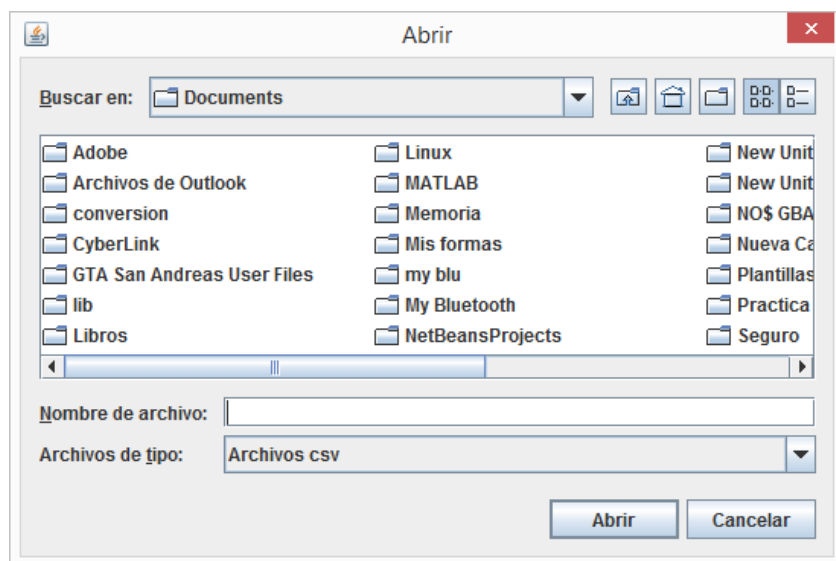 Abrir
Buscar en: Documents
Adobe
Archivos de Outlook
conversion
CyberLink
GTA San Andreas User Files
lib
Libros
Linux
MATLAB
Memoria
Mis formas
my blu
My Bluetooth
NetBeansProjects
New Unit
New Unit
NO$ GBA
Nueva Ca
Plantillas
Practica
Seguro
Nombre de archivo:
Archivos de tipo: Archivos csv
Abrir Cancelar